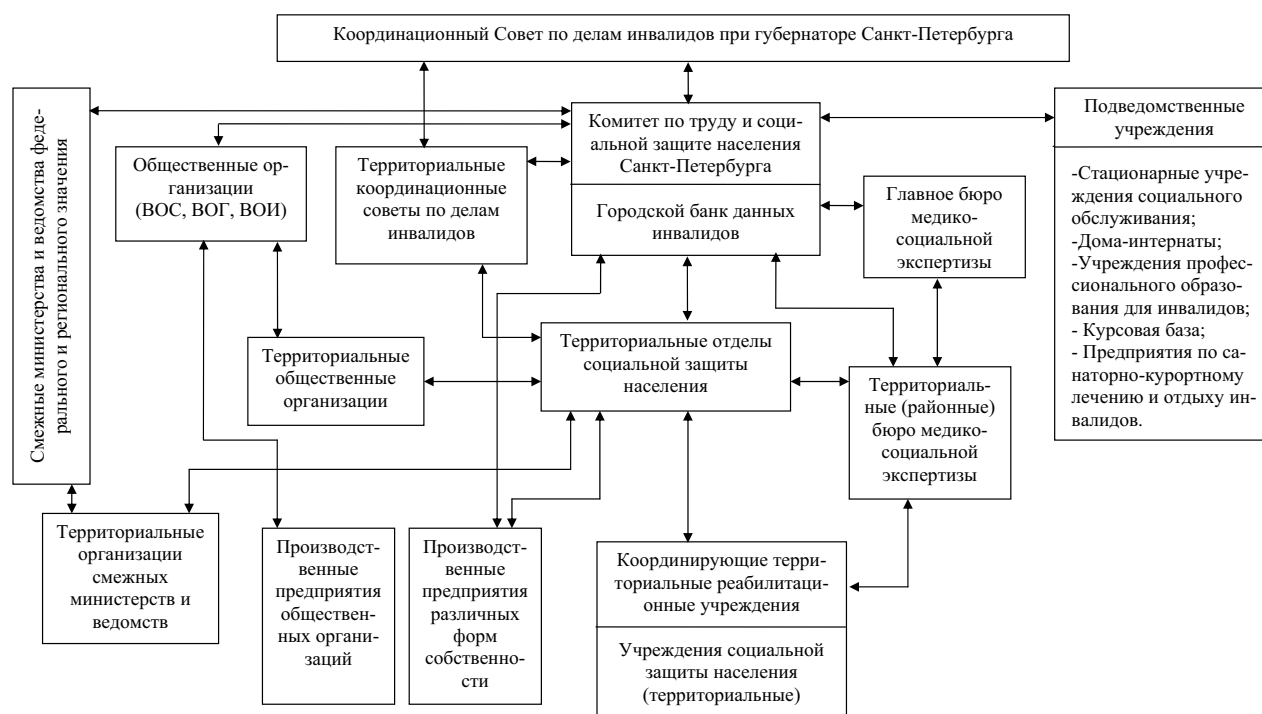 Координационный Совет по делам инвалидов при губернаторе Санкт-Петербурга
Смежные министерства и ведомства феде-
рального и регионального значения
Общественные ор-
ганизации
(ВОС, ВОГ, ВОИ)
Территориальные
координационные
советы по делам
инвалидов
Комитет по труду и соци-
альной защите населения
Санкт-Петербурга
Городской банк данных
инвалидов
Главное бюро
медико-
социальной
экспертизы
Подведомственные
учреждения
-Стационарные учре-
ждения социального
обслуживания;
-Дома-интернаты;
-Учреждения профес-
сионального образо-
вания для инвалидов;
- Курсовая база;
- Предприятия по са-
наторно-курортному
лечению и отдыху ин-
валидов.
Территориальные
общественные
организации
Территориальные отделы
социальной защиты
населения
Территориаль-
ные (районные)
бюро медико-
социальной
экспертизы
Территориальные
организации
смежных
министерств и
ведомств
Производст-
венные
предприятия
обществен-
ных органи-
заций
Производст-
венные
предприятия
различных
форм
собственно-
сти
Координирующие терри-
ториальные реабилитаци-
онные учреждения
Учреждения социальной
защиты населения
(территориальные)